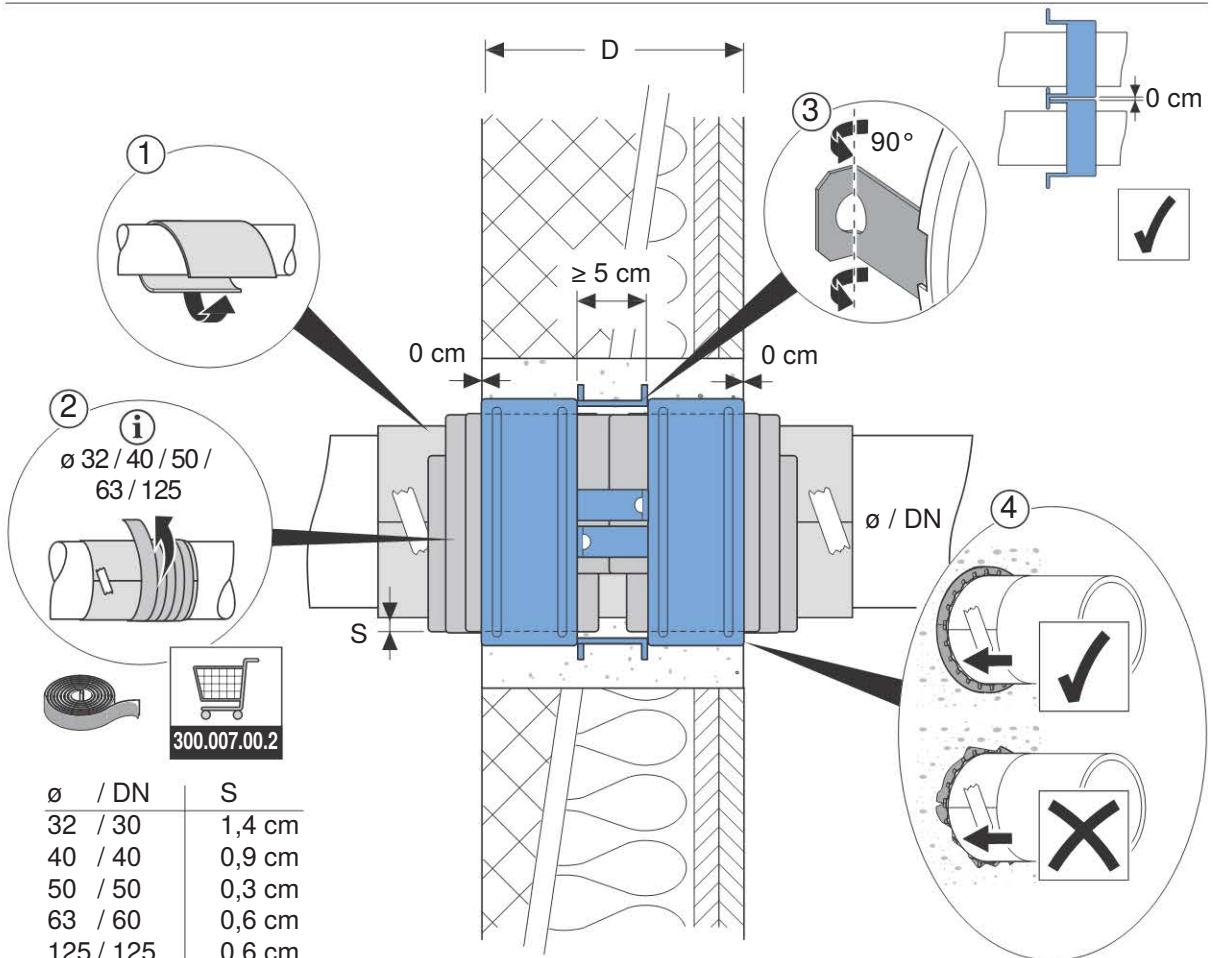 D
0 cm
3
90°
1
≥ 5 cm
0 cm
0 cm
2
i
ø 32 / 40 / 50 /
63 / 125
ø / DN
4
S
300.007.00.2
ø / DN S
32 / 30 1,4 cm
40 / 40 0,9 cm
50 / 50 0,3 cm
63 / 60 0,6 cm
125 / 125 0,6 cm